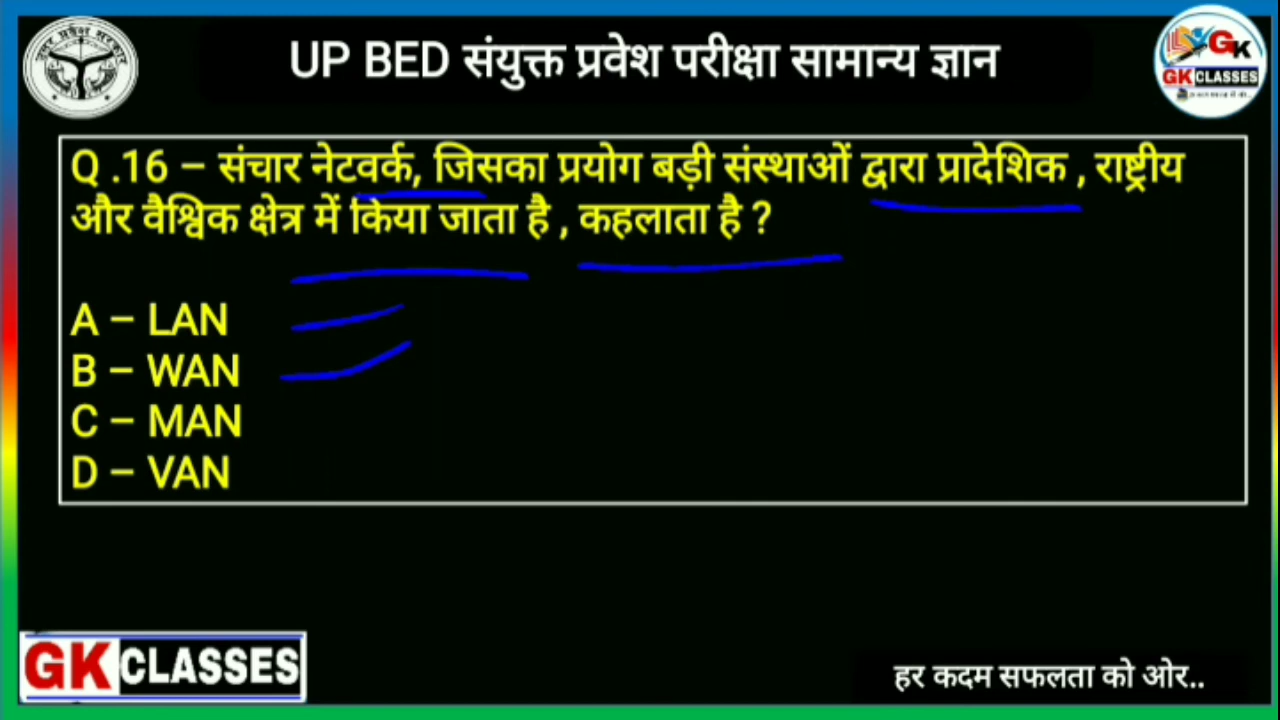 UP BED संयुक्त प्रवेश परीक्षा सामान्य ज्ञान
GK
GK CLASSES
Q .16 – संचार नेटवर्क, जिसका प्रयोग बड़ी संस्थाओं द्वारा प्रादेशिक , राष्ट्रीय
और वैश्विक क्षेत्र में किया जाता है , कहलाता है ?
A – LAN
B – WAN
C – MAN
D – VAN
GK CLASSES
हर कदम सफलता को ओर..